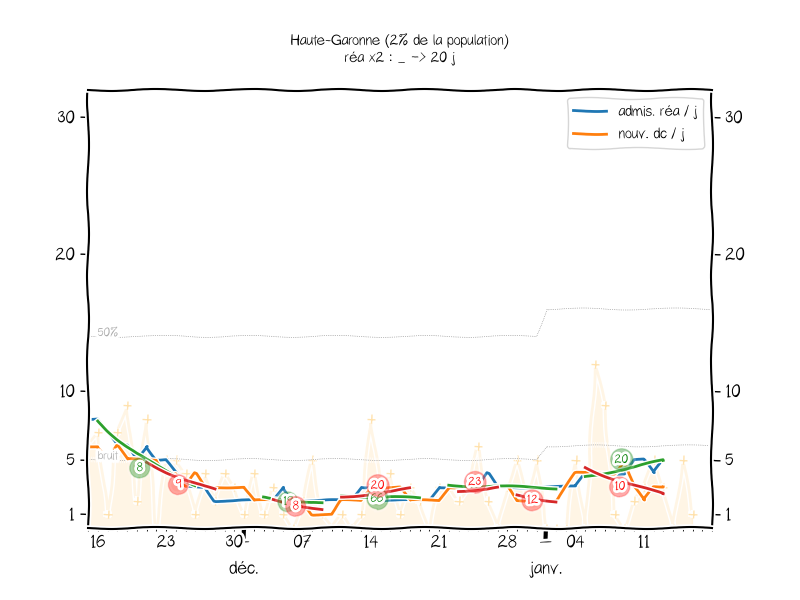 Haute-Garonne (2% de la population)
réa x2 : _ -> 20 j
admis. réa / j
nouv. dc / j
30 30
20 20
50%
10 10
bruit
5 5
1 1
8 9 8 20 66 23 12 20 10
16 23 30 07 14 21 28 04 11
déc. janv.